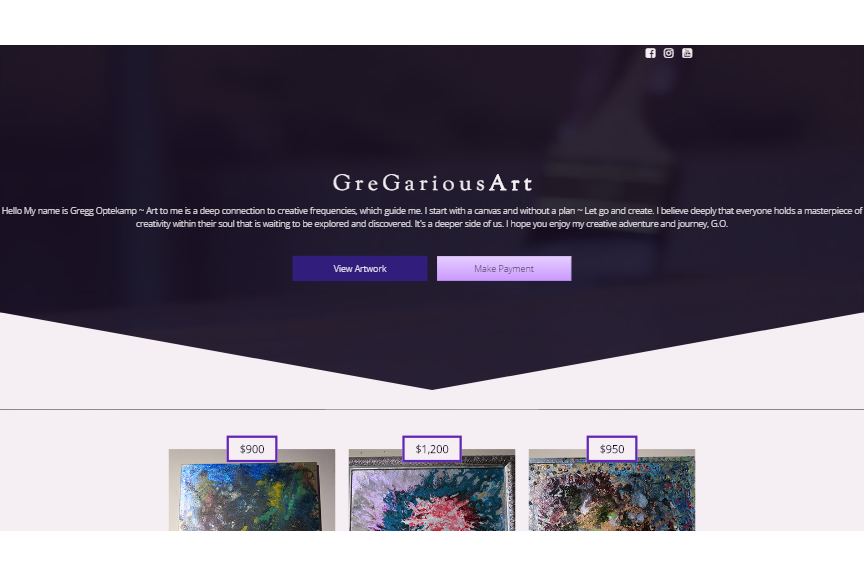 GreGariousArt
Hello My name is Gregg Optekamp ~ Art to me is a deep connection to creative frequencies, which guide me. I start with a canvas and without a plan ~ Let go and create. I believe deeply that everyone holds a masterpiece of
creativity within their soul that is waiting to be explored and discovered. It's a deeper side of us. I hope you enjoy my creative adventure and journey, G.O.
View Artwork
Make Payment
$900
$1,200
$950